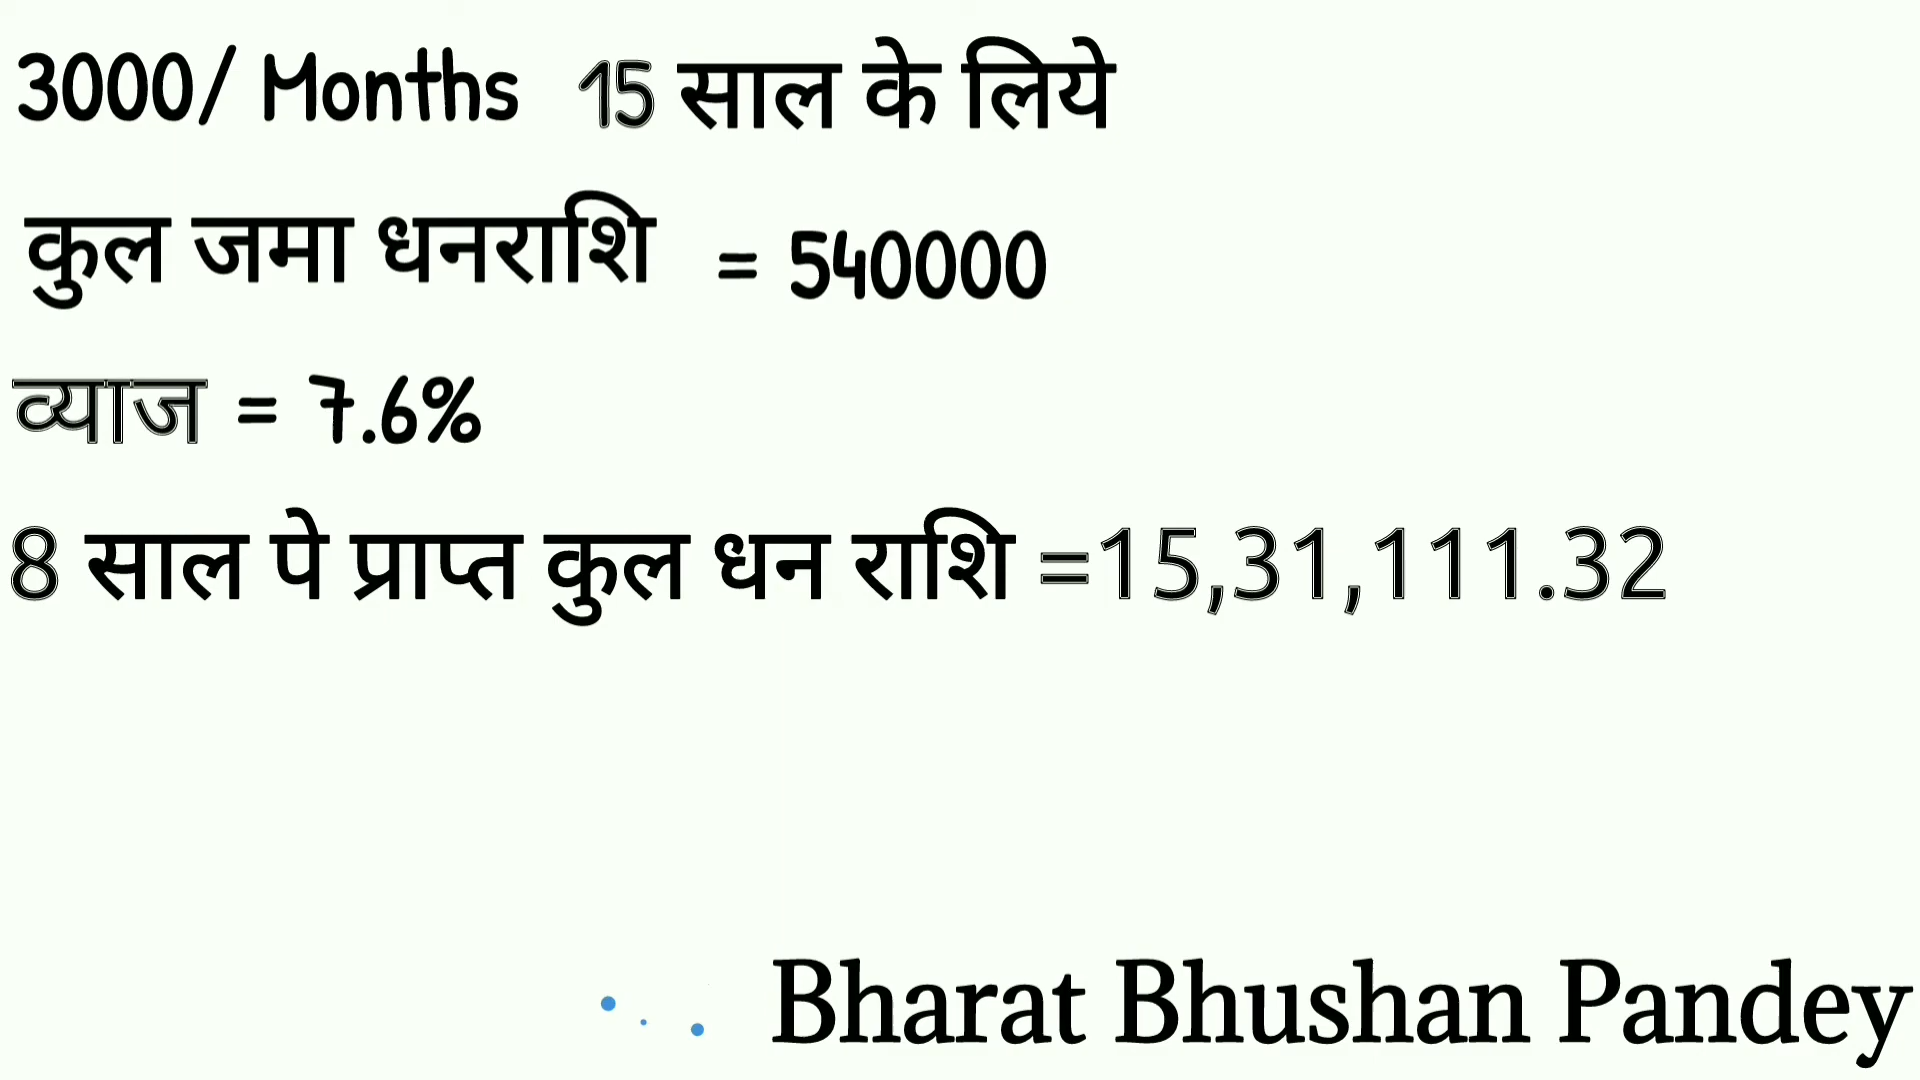 3000/ Months 15 साल के लिये
कुल जमा धनराशि = 540000
व्याज = 7.6%
8 साल पे प्राप्त कुल धन राशि =15,31,111.32
Bharat Bhushan Pandey